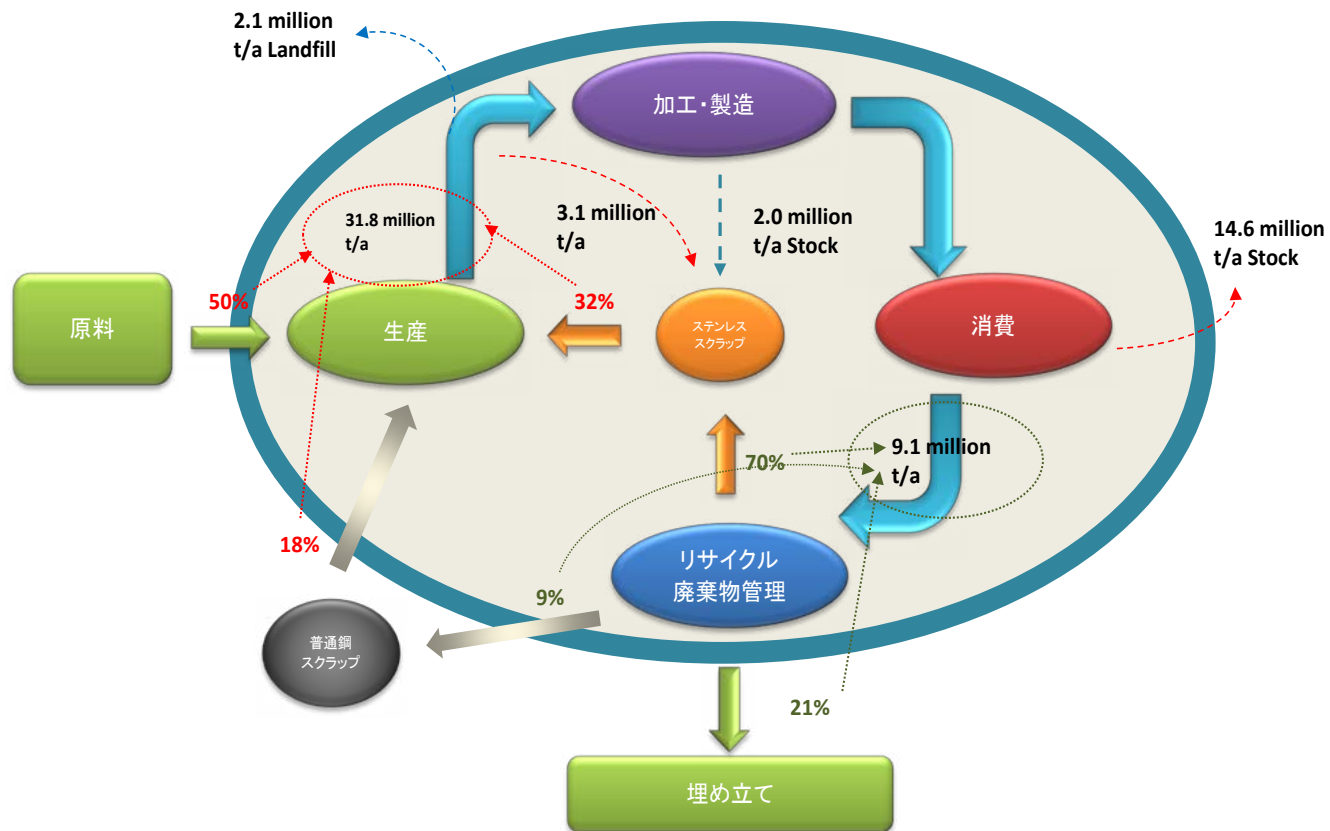 2.1 million
t/a Landfill
加工・製造
31.8 million
t/a
3.1 million
t/a
2.0 million
t/a Stock
14.6 million
t/a Stock
50%
32%
原料
生産
ステンレス
スクラップ
消費
70%
9.1 million
t/a
18%
リサイクル
廃棄物管理
9%
普通鋼
スクラップ
21%
埋め立て